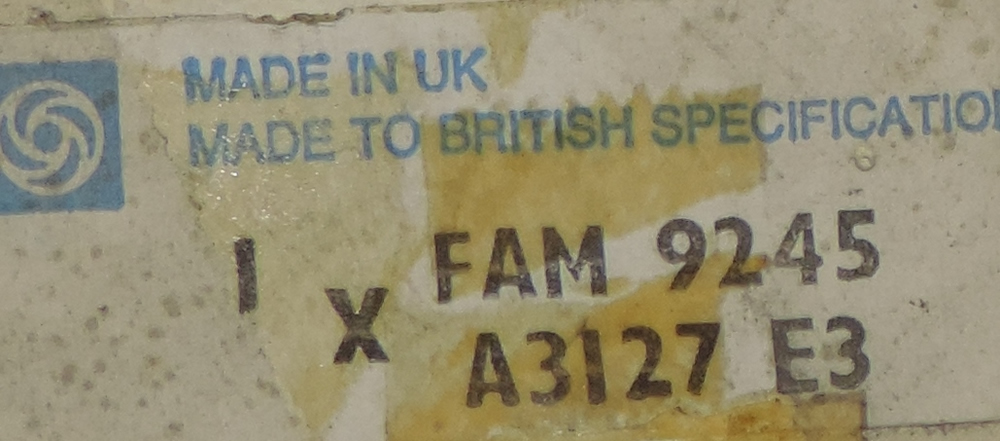 MADE IN UK
MADE TO BRITISH SPECIFICATIO
1 X FAM 9245
A3127 E3